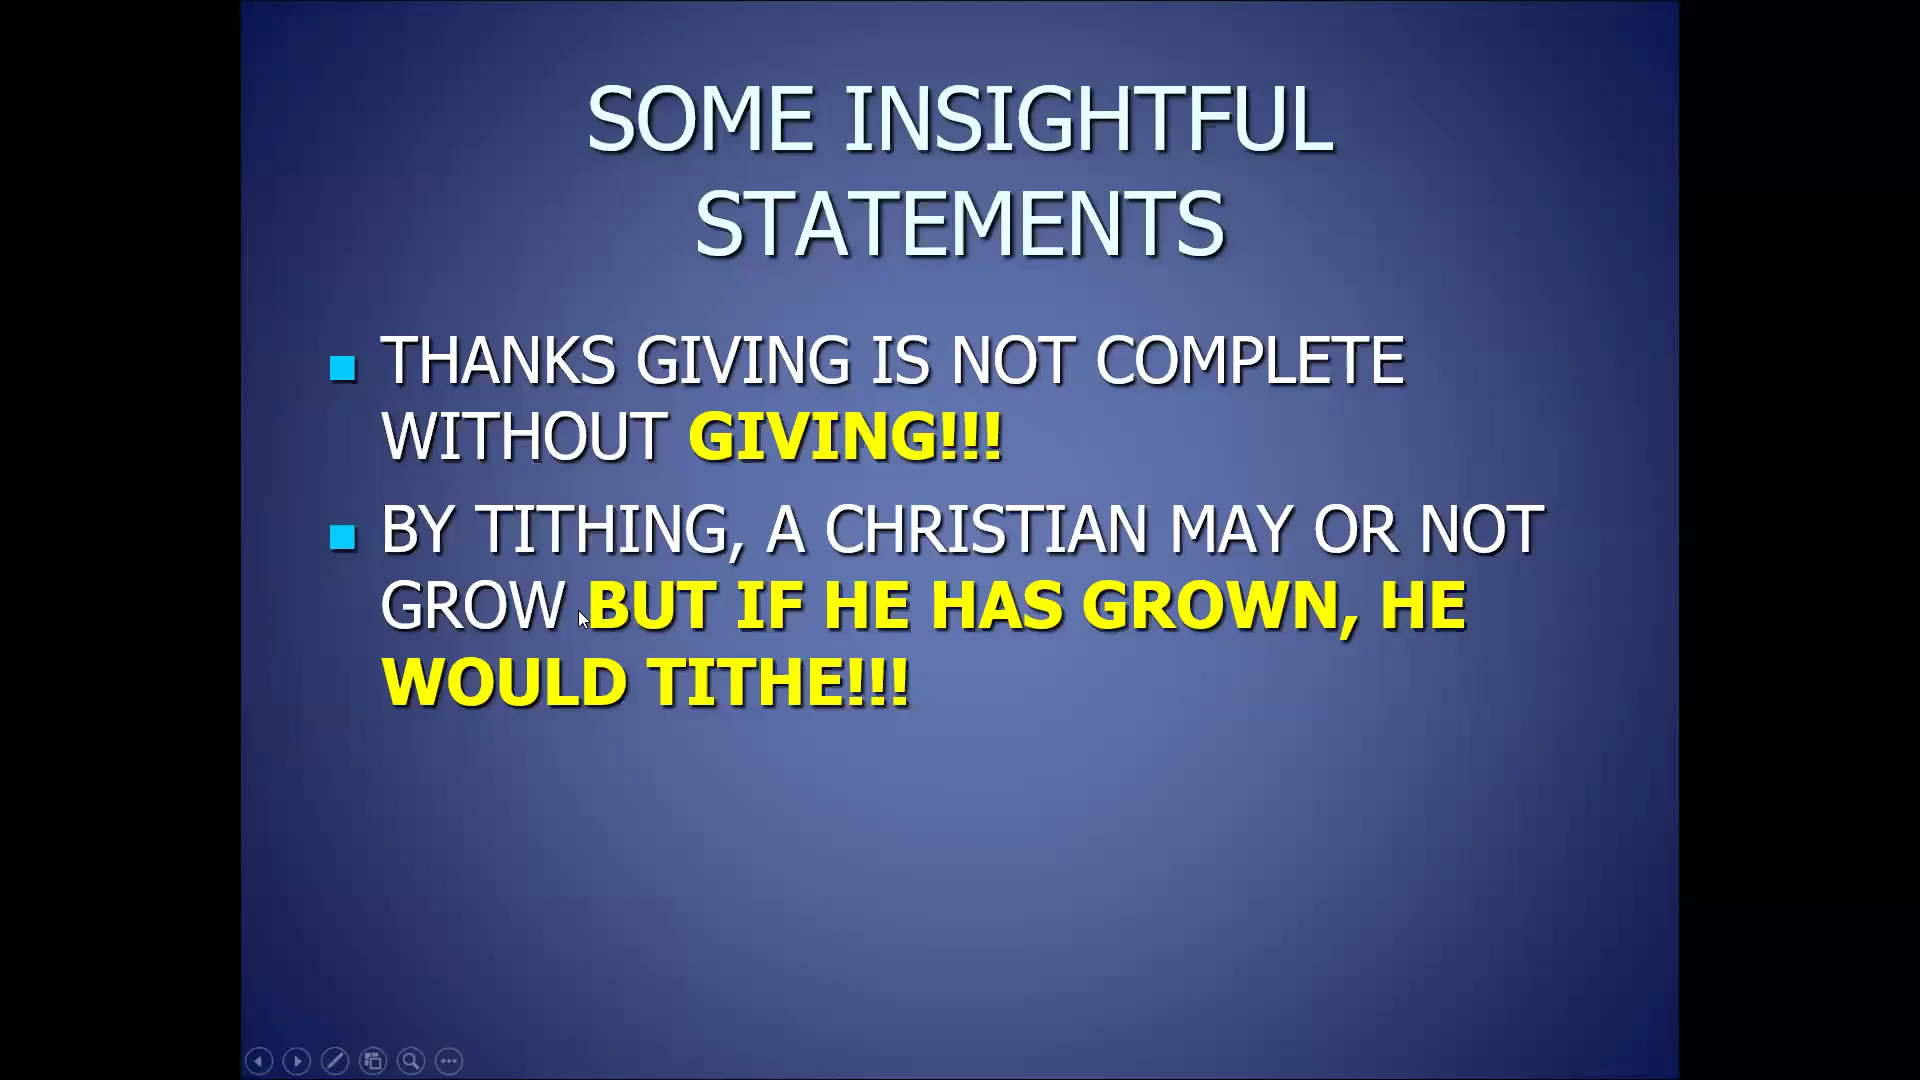 SOME INSIGHTFUL
STATEMENTS
THANKS GIVING IS NOT COMPLETE
WITHOUT GIVING!!!
BY TITHING, A CHRISTIAN MAY OR NOT
GROW BUT IF HE HAS GROWN, HE
WOULD TITHE!!!